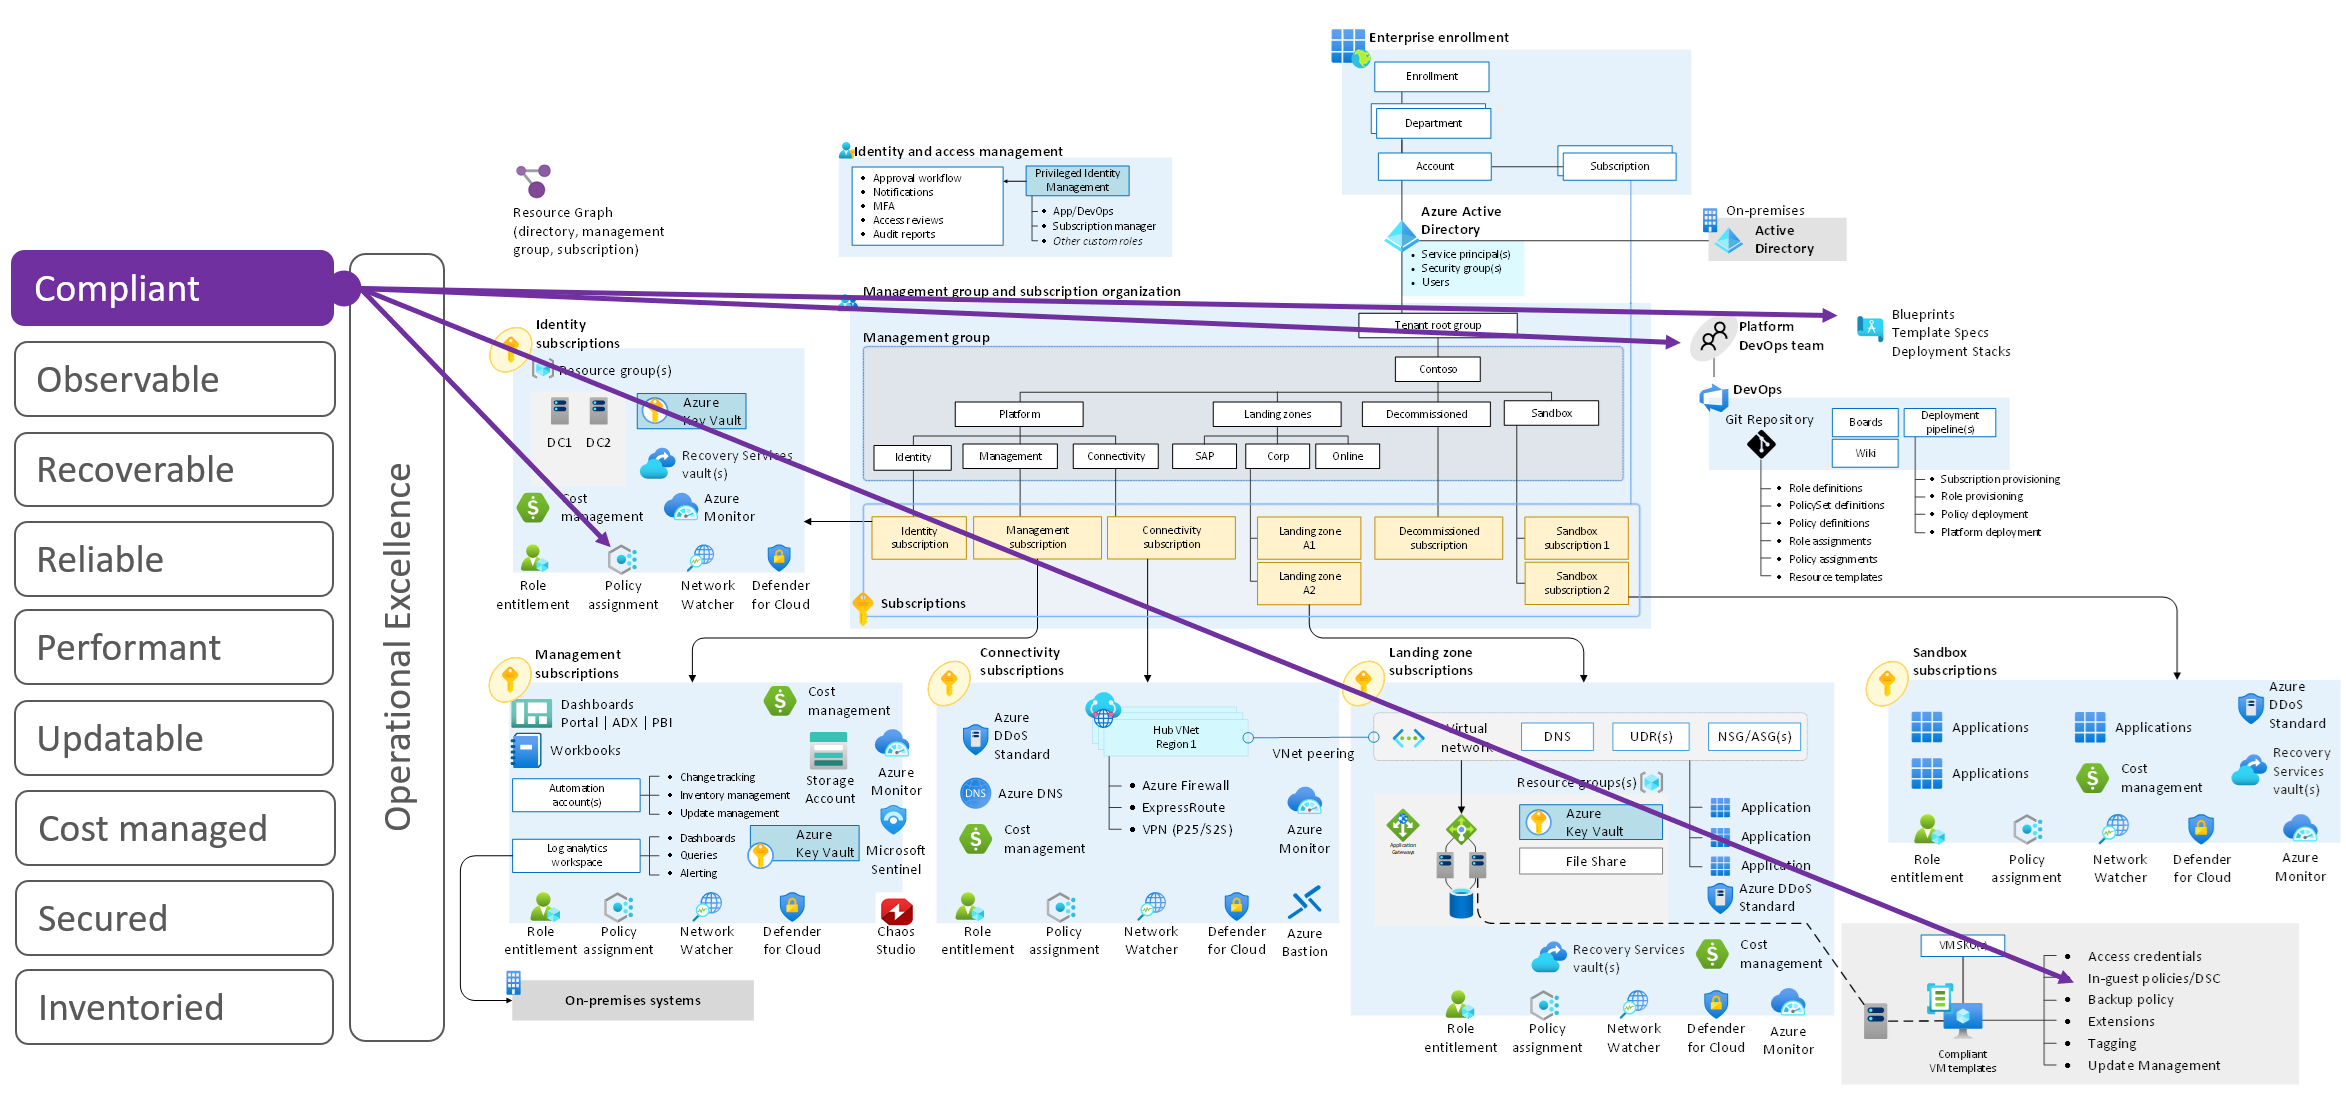 Compliant
Observable
Recoverable
Reliable
Performant
Updatable
Cost managed
Secured
Inventoried
Operational Excellence
Resource Graph
(directory, management
group, subscription)
Identity and access management
Approval workflow
Notifications
MFA
Access reviews
Audit reports
Privileged Identity
Management
App/DevOps
Subscription manager
Other custom roles
Enterprise enrollment
Enrollment
Department
Account
Subscription
Azure Active
Directory
Service principal(s)
Security group(s)
Users
On-premises
Active
Directory
Management group and subscription organization
Tenant root group
Management group
Contoso
Platform
Landing zones
Decommissioned
Sandbox
Identity
Management
Connectivity
SAP
Corp
Online
Identity
subscription
Management
subscription
Connectivity
subscription
Landing zone
A1
Landing zone
A2
Decommissioned
subscription
Sandbox
subscription 1
Sandbox
subscription 2
Subscriptions
Platform
DevOps team
Blueprints
Template Specs
Deployment Stacks
DevOps
Git Repository
Boards
Wiki
Deployment
pipeline(s)
Role definitions
PolicySet definitions
Policy definitions
Role assignments
Policy assignments
Resource templates
Subscription provisioning
Role provisioning
Policy deployment
Platform deployment
Identity
subscriptions
Resource group(s)
DC1
DC2
Azure
Key Vault
Recovery Services
vault(s)
Cost
management
Azure
Monitor
Role
entitlement
Policy
assignment
Network
Watcher
Defender
for Cloud
Management
subscriptions
Dashboards
Portal | ADX | PBI
Workbooks
Cost
management
Automation
account(s)
Change tracking
Inventory management
Update management
Storage
Account
Azure
Monitor
Log analytics
workspace
Dashboards
Queries
Alerting
Azure
Key Vault
Microsoft
Sentinel
Role
entitlement
Policy
assignment
Network
Watcher
Defender
for Cloud
Chaos
Studio
On-premises systems
Connectivity
subscriptions
Azure
DDoS
Standard
Hub VNet
Region 1
VNet peering
Azure DNS
DNS
Azure Firewall
ExpressRoute
VPN (P25/S2S)
Cost
management
Azure
Monitor
Role
entitlement
Policy
assignment
Network
Watcher
Defender
for Cloud
Azure
Bastion
Landing zone
subscriptions
Virtual
network
DNS
UDR(s)
NSG/ASG(s)
Resource groups(s)
Application
Gateways
Azure
Key Vault
File Share
Application
Application
Application
Azure DDoS
Standard
Recovery Services
vault(s)
Cost
management
Role
entitlement
Policy
assignment
Network
Watcher
Defender
for Cloud
Azure
Monitor
Sandbox
subscriptions
Applications
Applications
Applications
Azure
DDoS
Standard
Cost
management
Recovery
Services
vault(s)
Role
entitlement
Policy
assignment
Network
Watcher
Defender
for Cloud
Azure
Monitor
VM SKU(s)
Compliant
VM templates
Access credentials
In-guest policies/DSC
Backup policy
Extensions
Tagging
Update Management